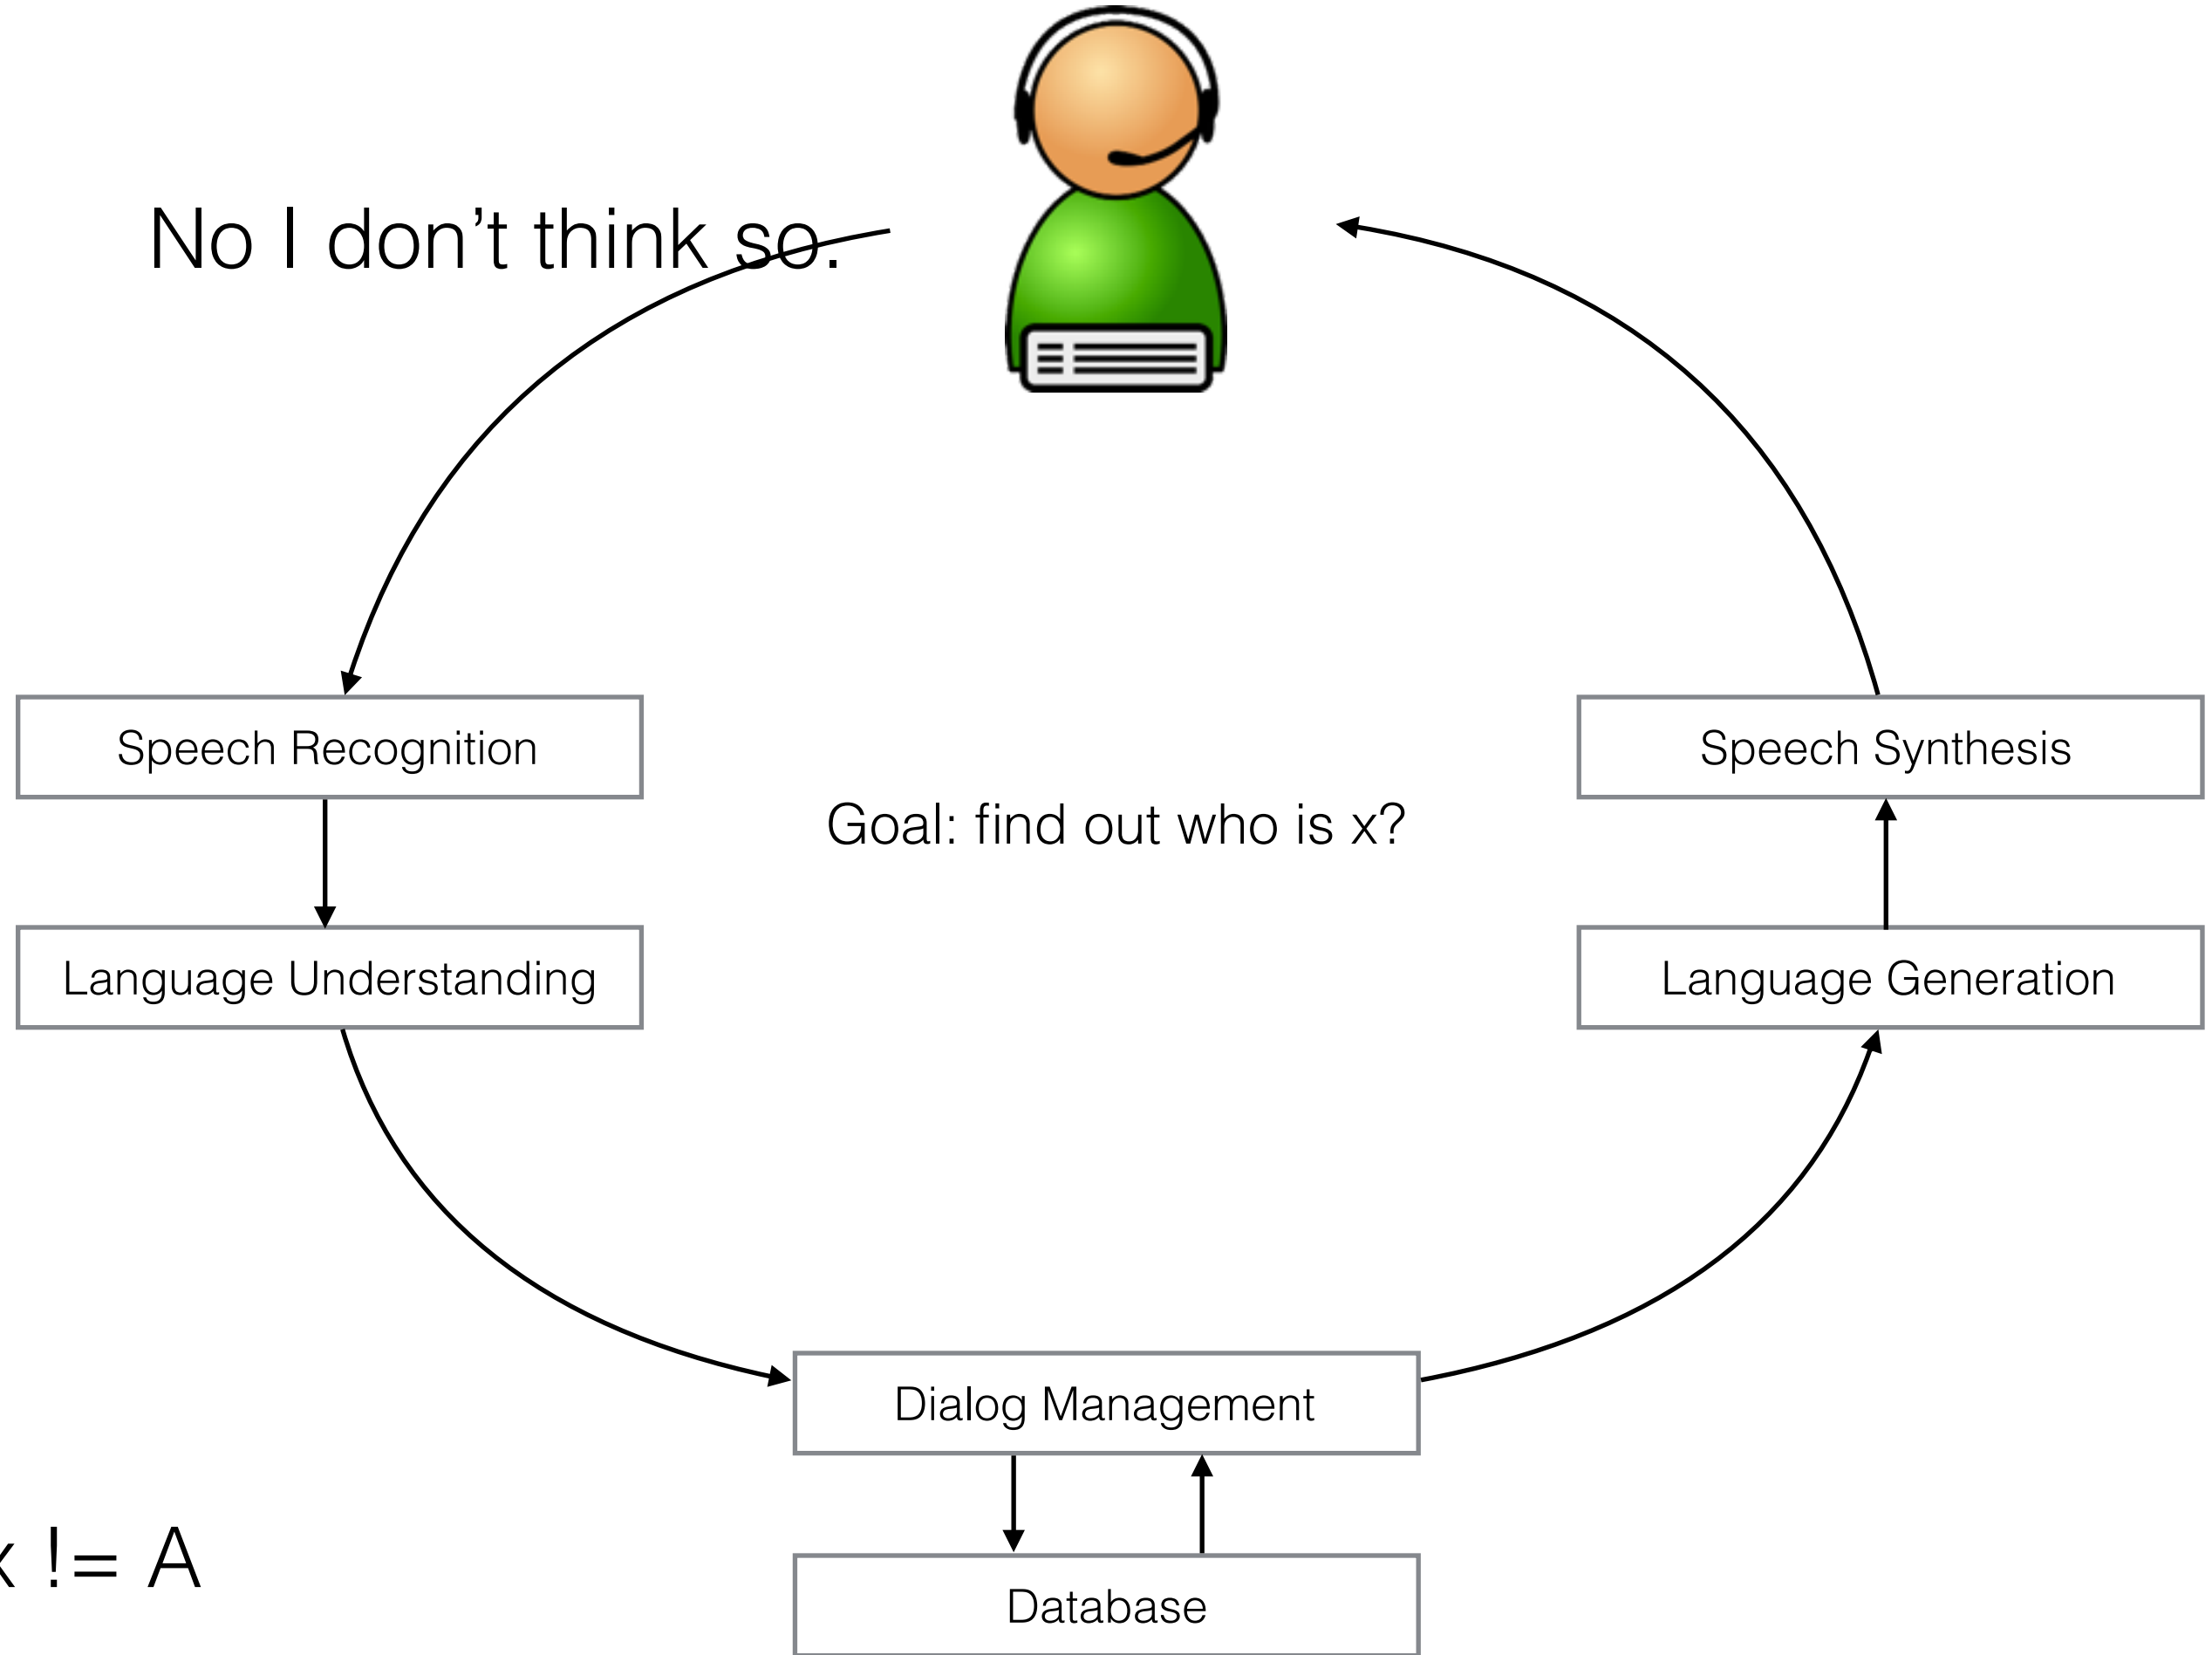 No I don’t think so.
Speech Recognition
Speech Synthesis
Goal: find out who is x?
Language Understanding
Language Generation
Dialog Management
x != A
Database